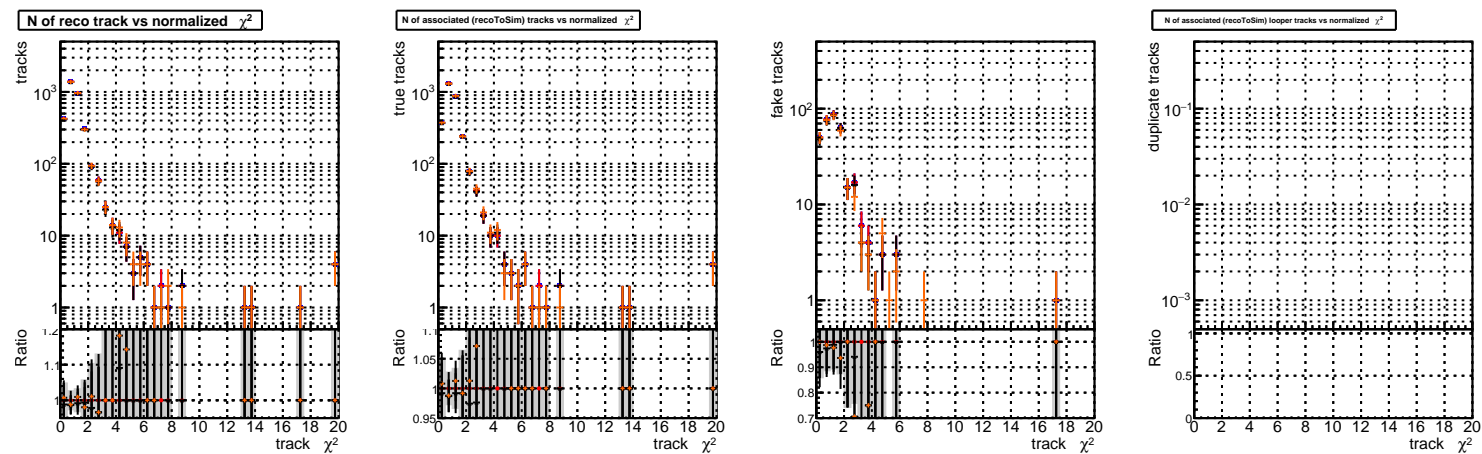 N of reco track vs normalized χ²
tracks
10³
10²
10
1
Ratio
1.2
1.1
1
0 2 4 6 8 10 12 14 16 18 20
track χ²
N of associated (recoToSim) tracks vs normalized χ²
true tracks
10³
10²
10
1
Ratio
1.1
1.05
1
0.95
0 2 4 6 8 10 12 14 16 18 20
track χ²
fake tracks
10²
10
1
Ratio
1
0.9
0.8
0.7
0 2 4 6 8 10 12 14 16 18 20
track χ²
N of associated (recoToSim) looper tracks vs normalized χ²
duplicate tracks
10⁻¹
10⁻²
10⁻³
Ratio
1
0.5
0
0 2 4 6 8 10 12 14 16 18 20
track χ²